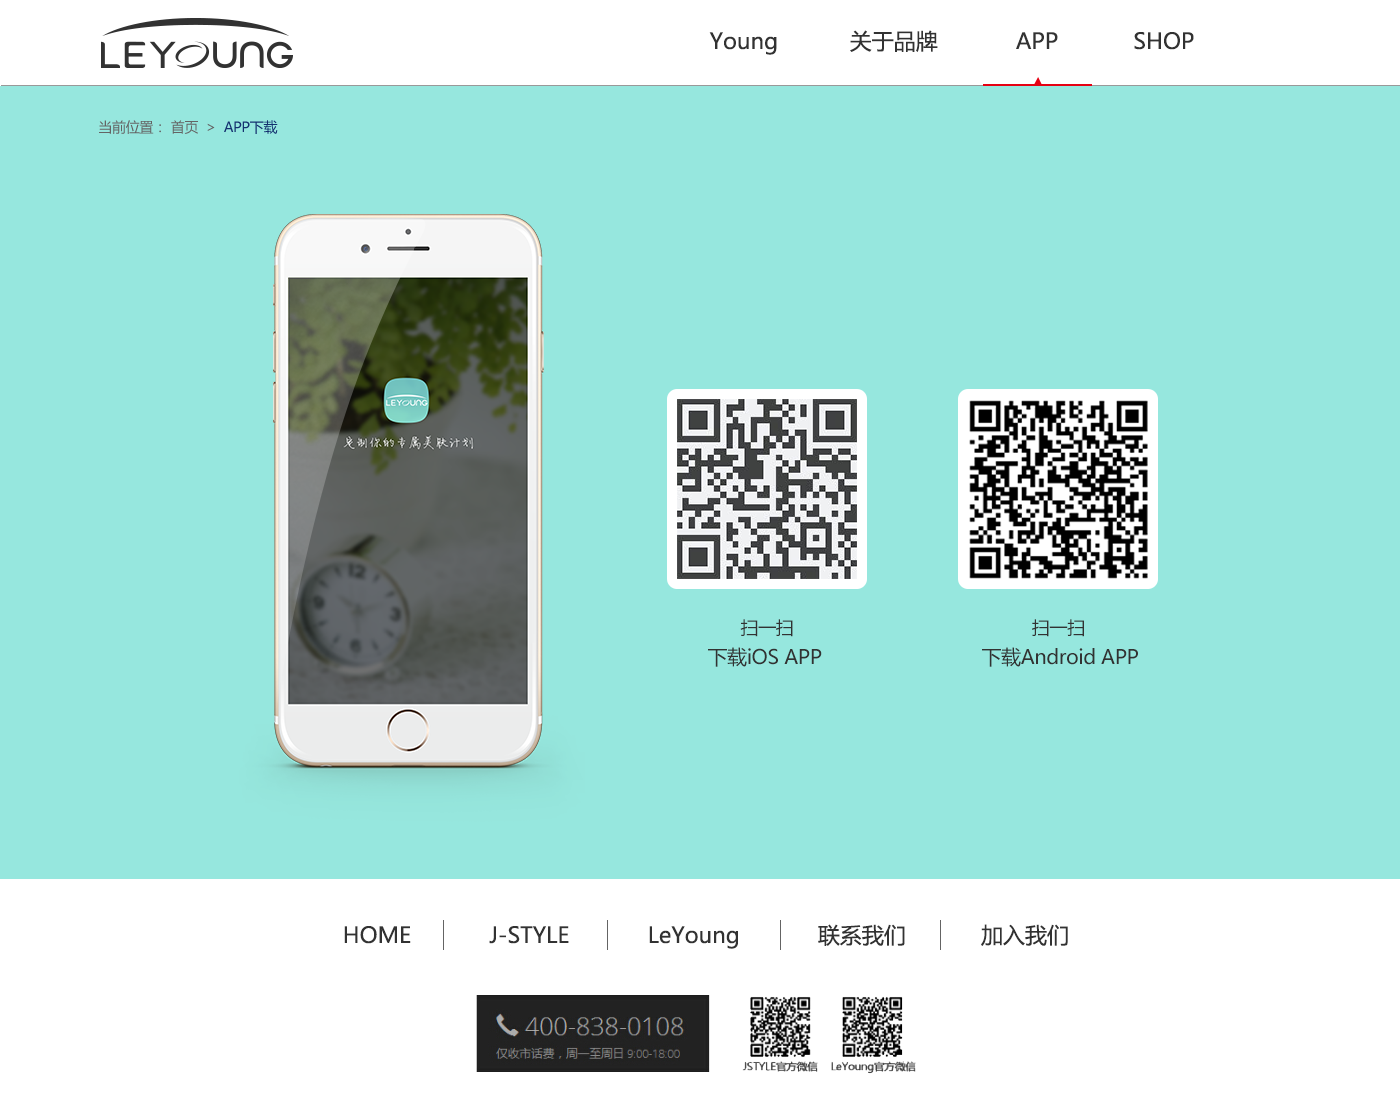 LEYOUNG
Young 关于品牌 APP SHOP
当前位置： 首页 > APP下载
LEYOUNG
定制你的专属美肤计划
扫一扫
下载iOS APP
扫一扫
下载Android APP
HOME J-STYLE LeYoung 联系我们 加入我们
400-838-0108
仅收市话费，周一至周日 9:00-18:00
JSTYLE官方微信 LeYoung官方微信